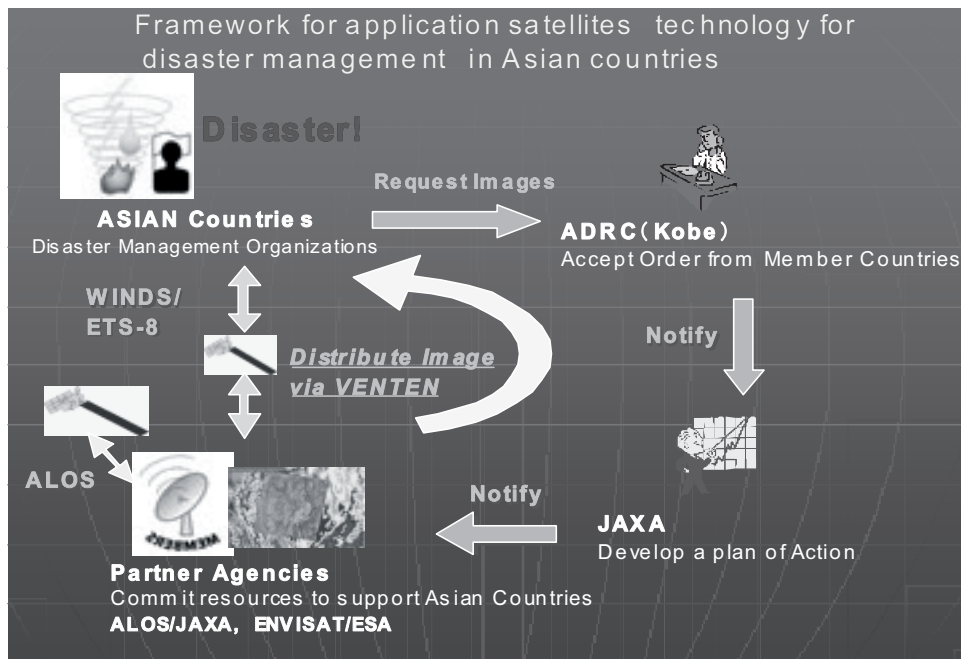 Framework for application satellites technology for
disaster management in Asian countries
Disaster!
Request Images
ASIAN Countries
Disaster Management Organizations
ADRC(Kobe)
Accept Order from Member Countries
WINDS/
ETS-8
Notify
Distribute Image
via VENTEN
ALOS
MEMBERS
Notify
JAXA
Develop a plan of Action
Partner Agencies
Commit resources to support Asian Countries
ALOS/JAXA, ENVISAT/ESA